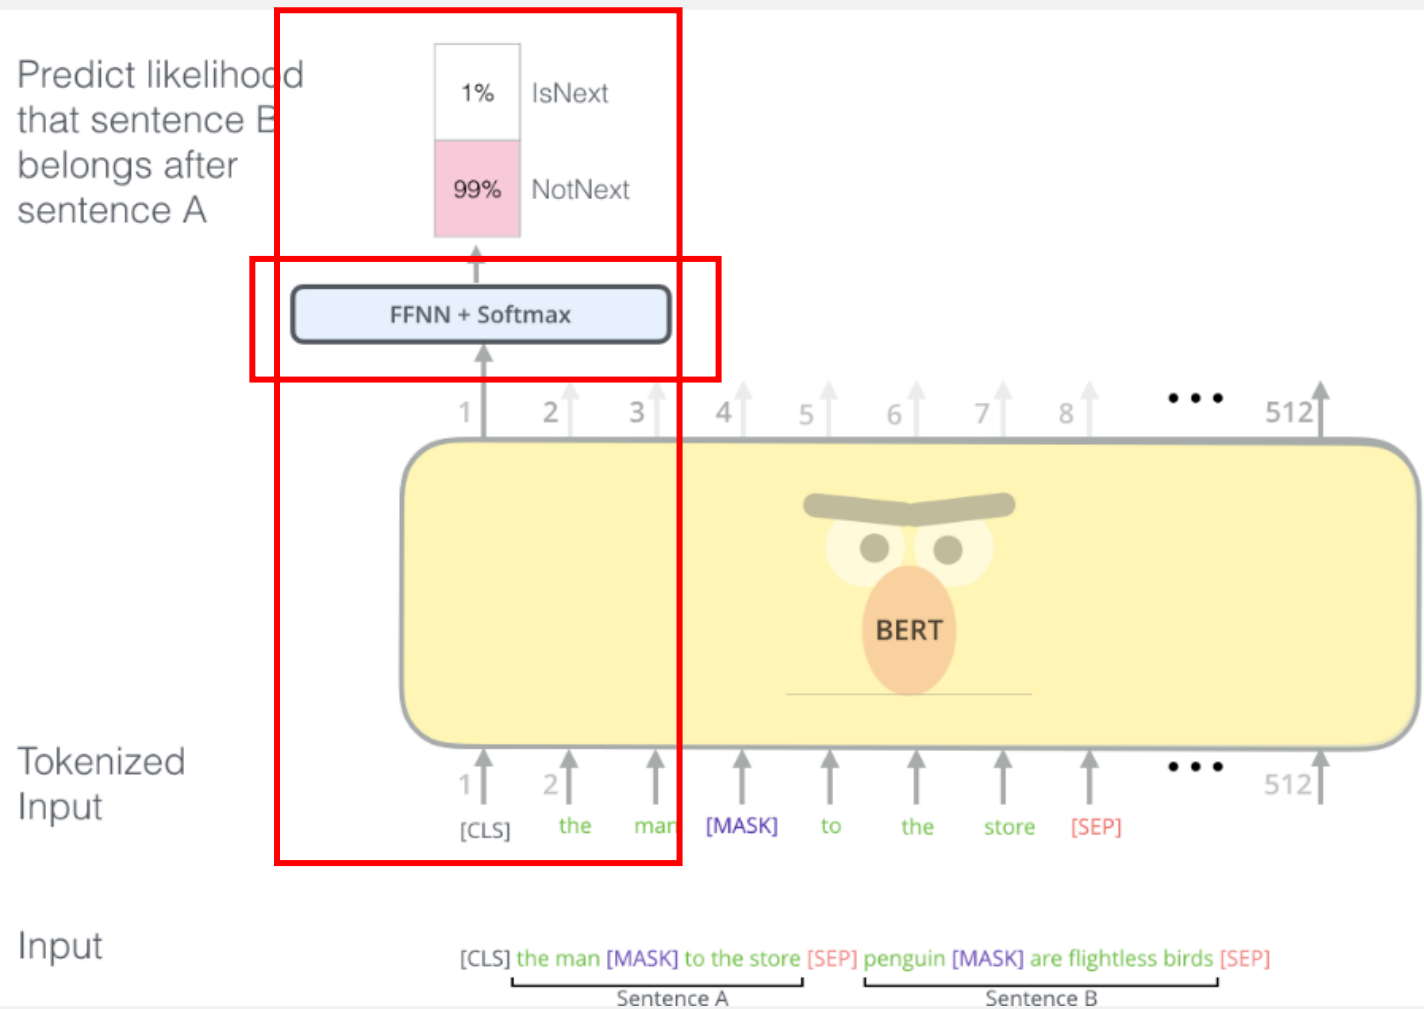 Predict likelihood
that sentence B
belongs after
sentence A
1% IsNext
99% NotNext
FFNN + Softmax
1 2 3 4 5 6 7 8 ••• 512
BERT
Tokenized
Input
1 2 ••• 512
[CLS] the man [MASK] to the store [SEP]
Input
[CLS] the man [MASK] to the store [SEP] penguin [MASK] are flightless birds [SEP]
Sentence A Sentence B